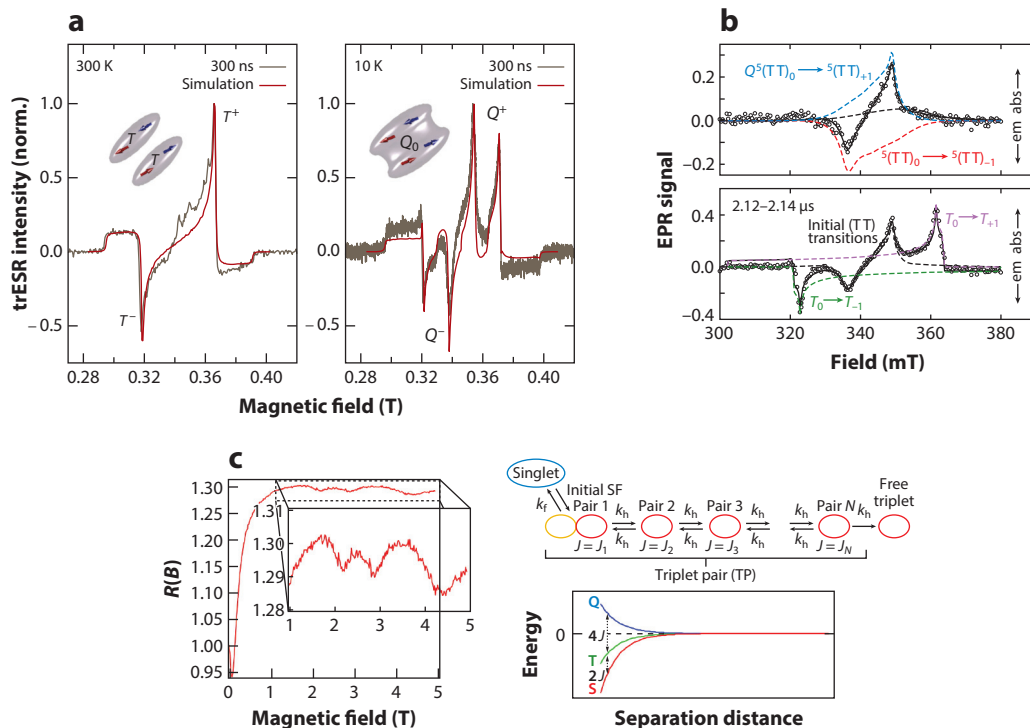 a
300 K
300 ns
Simulation
T
T
T+
T−
10 K
300 ns
Simulation
Q0
Q+
Q−
trESR intensity (norm.)
1.0
0.5
0.0
−0.5
1.0
0.5
0.0
−0.5
0.28 0.32 0.36 0.40
0.28 0.32 0.36 0.40
Magnetic field (T)
b
Q5(TT)0 → 5(TT)+1
5(TT)0 → 5(TT)−1
0.2
0.0
−0.2
em abs
2.12–2.14 µs
Initial (TT)
transitions
T0→T+1
T0→T−1
0.4
0.0
−0.4
em abs
EPR signal
300 320 340 360 380
Field (mT)
c
R(B)
1.30
1.25
1.20
1.15
1.10
1.05
1.00
0.95
1.31
1.30
1.29
1.28
1 2 3 4 5
0 1 2 3 4 5
Magnetic field (T)
Singlet
kf
Initial SF
Pair 1 kh Pair 2 kh Pair 3 kh kh Pair N kh Free
triplet
kh kh kh kh
J = J1 J = J2 J = J3 J = JN
Triplet pair (TP)
Energy
0
Q
4J
T
2J
S
Separation distance